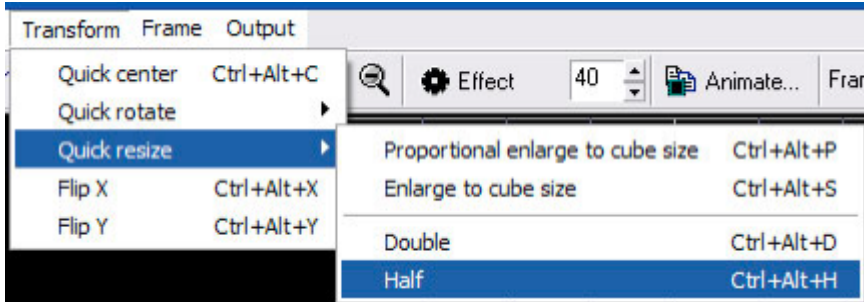 Transform Frame Output
Quick center Ctrl+Alt+C
Effect 40 Animate... Fra
Quick rotate
Quick resize
Proportional enlarge to cube size Ctrl+Alt+P
Flip X Ctrl+Alt+X
Enlarge to cube size Ctrl+Alt+S
Flip Y Ctrl+Alt+Y
Double Ctrl+Alt+D
Half Ctrl+Alt+H